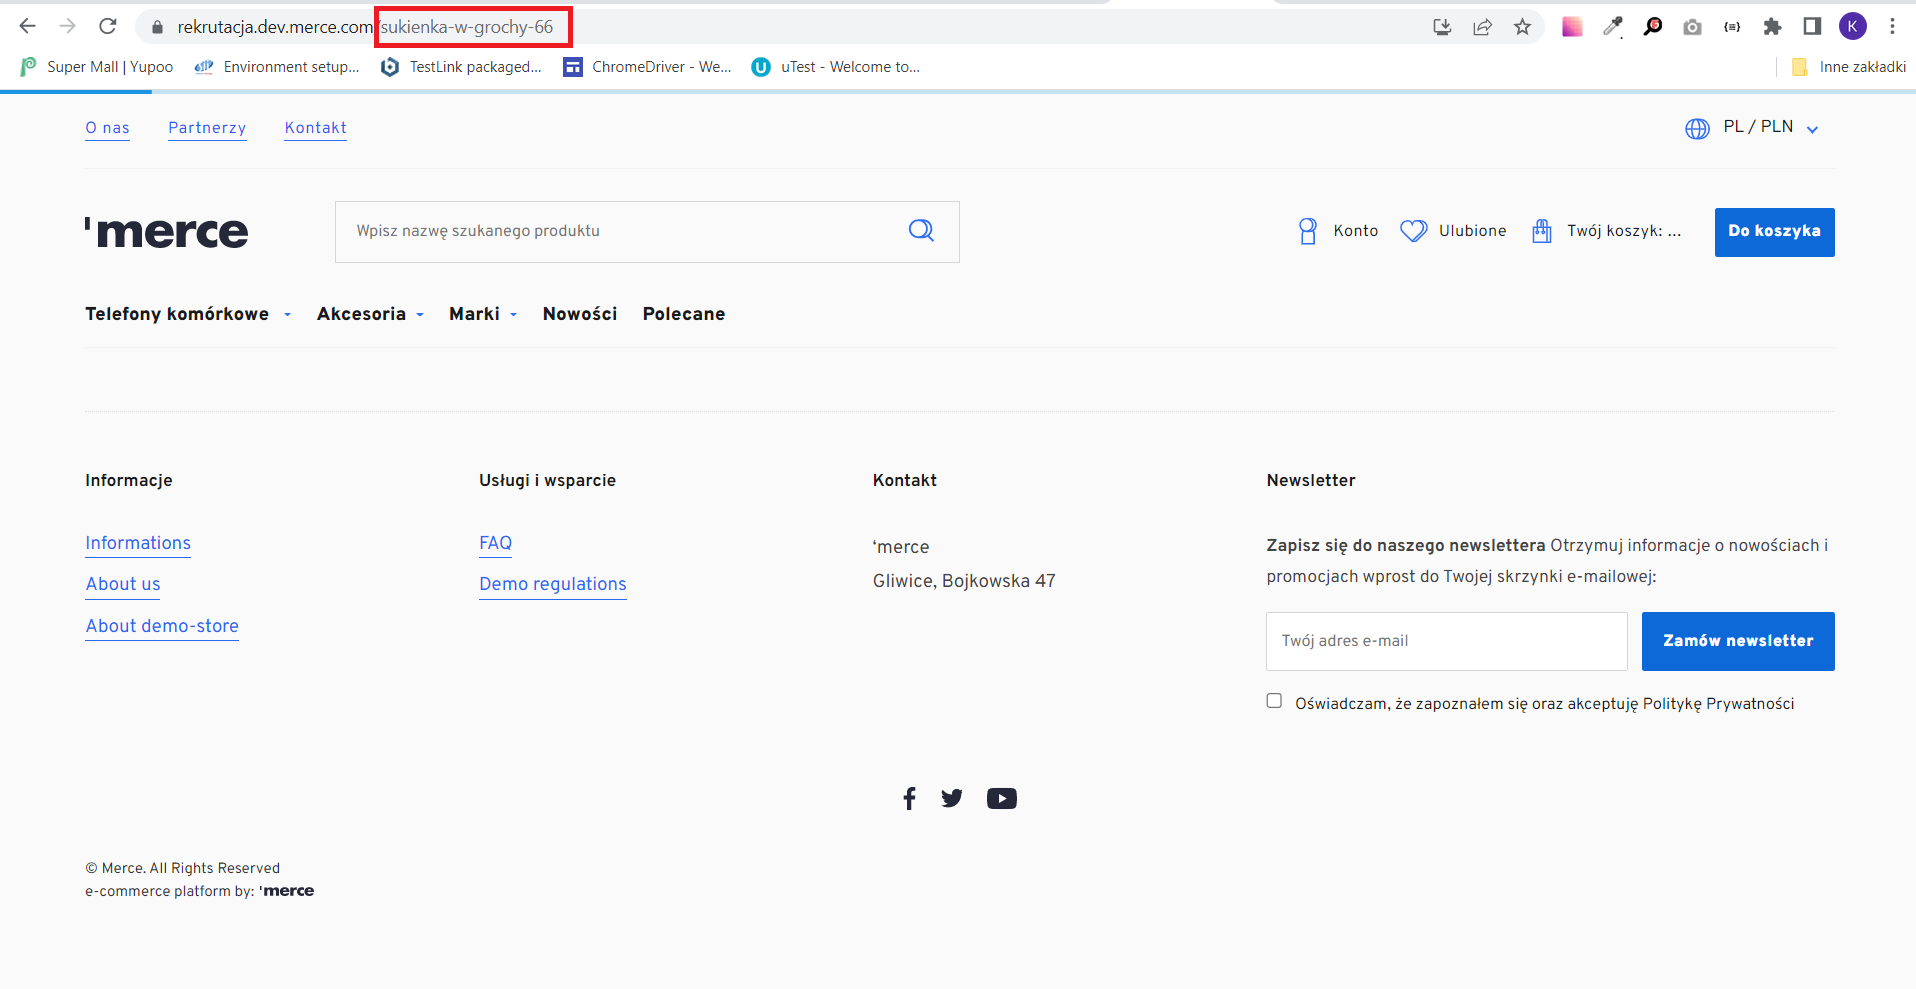 rekrutacja.dev.merce.com/sukienka-w-grochy-66
K
Super Mall | Yupoo
Environment setup...
TestLink packaged...
ChromeDriver - We...
uTest - Welcome to...
Inne zakładki
O nas
Partnerzy
Kontakt
PL / PLN
'merce
Wpisz nazwę szukanego produktu
Konto
Ulubione
Twój koszyk: ...
Do koszyka
Telefony komórkowe
Akcesoria
Marki
Nowości
Polecane
Informacje
Informations
About us
About demo-store
Usługi i wsparcie
FAQ
Demo regulations
Kontakt
‘merce
Gliwice, Bojkowska 47
Newsletter
Zapisz się do naszego newslettera Otrzymuj informacje o nowościach i
promocjach wprost do Twojej skrzynki e-mailowej:
Twój adres e-mail
Zamów newsletter
Oświadczam, że zapoznałem się oraz akceptuję Politykę Prywatności
© Merce. All Rights Reserved
e-commerce platform by: 'merce